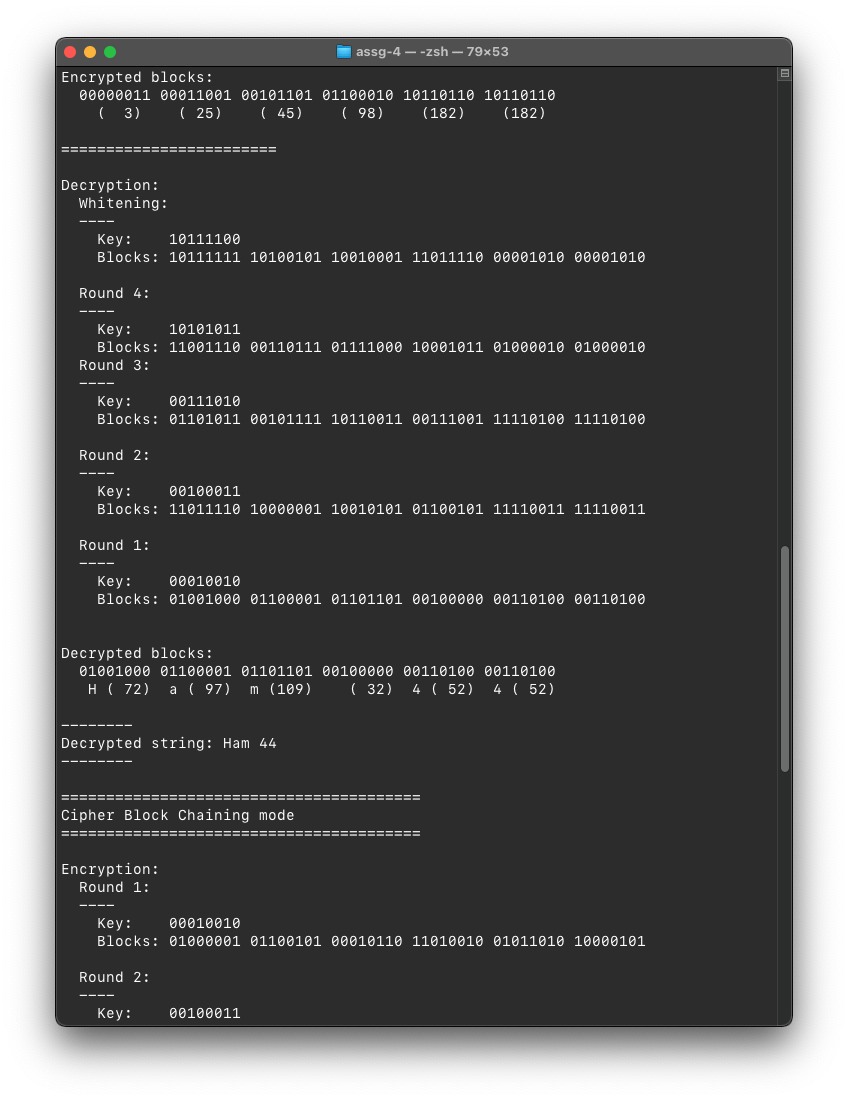 assg-4 — -zsh — 79×53
Encrypted blocks:
  00000011 00011001 00101101 01100010 10110110 10110110
    (  3)    ( 25)    ( 45)    ( 98)    (182)    (182)
========================
Decryption:
  Whitening:
  ----
    Key:    10111100
    Blocks: 10111111 10100101 10010001 11011110 00001010 00001010
  Round 4:
  ----
    Key:    10101011
    Blocks: 11001110 00110111 01111000 10001011 01000010 01000010
  Round 3:
  ----
    Key:    00111010
    Blocks: 01101011 00101111 10110011 00111001 11110100 11110100
  Round 2:
  ----
    Key:    00100011
    Blocks: 11011110 10000001 10010101 01100101 11110011 11110011
  Round 1:
  ----
    Key:    00010010
    Blocks: 01001000 01100001 01101101 00100000 00110100 00110100
Decrypted blocks:
  01001000 01100001 01101101 00100000 00110100 00110100
   H ( 72)  a ( 97)  m (109)    ( 32)  4 ( 52)  4 ( 52)
--------
Decrypted string: Ham 44
--------
========================================
Cipher Block Chaining mode
========================================
Encryption:
  Round 1:
  ----
    Key:    00010010
    Blocks: 01000001 01100101 00010110 11010010 01011010 10000101
  Round 2:
  ----
    Key:    00100011